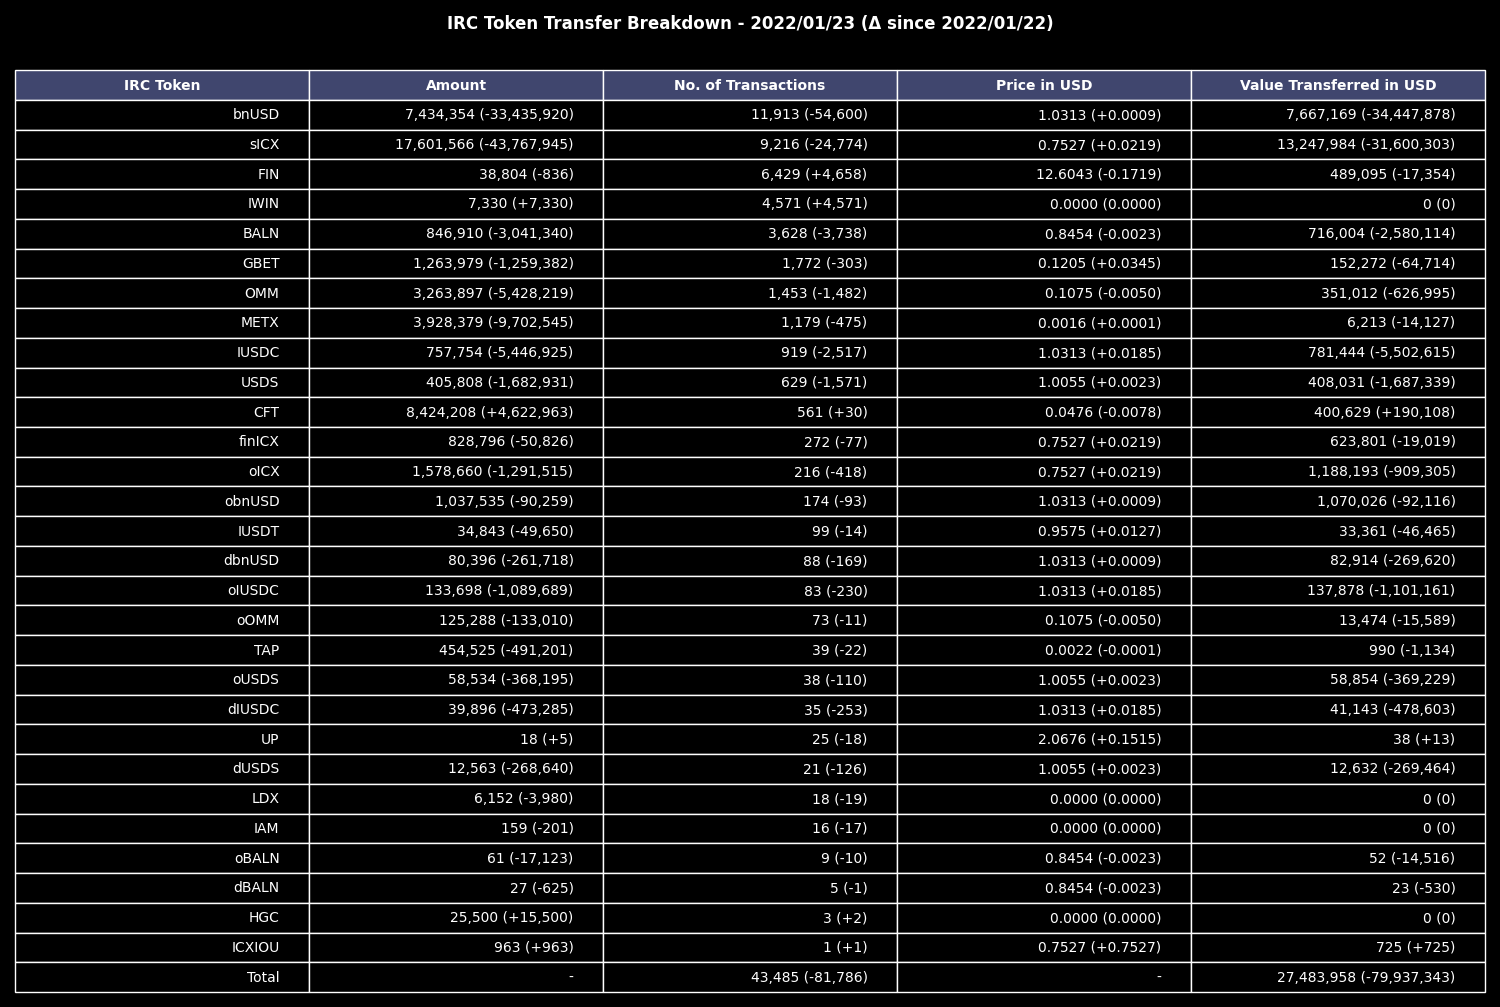 IRC Token Transfer Breakdown - 2022/01/23 (Δ since 2022/01/22)
IRC Token Amount No. of Transactions Price in USD Value Transferred in USD
bnUSD 7,434,354 (-33,435,920) 11,913 (-54,600) 1.0313 (+0.0009) 7,667,169 (-34,447,878)
sICX 17,601,566 (-43,767,945) 9,216 (-24,774) 0.7527 (+0.0219) 13,247,984 (-31,600,303)
FIN 38,804 (-836) 6,429 (+4,658) 12.6043 (-0.1719) 489,095 (-17,354)
IWIN 7,330 (+7,330) 4,571 (+4,571) 0.0000 (0.0000) 0 (0)
BALN 846,910 (-3,041,340) 3,628 (-3,738) 0.8454 (-0.0023) 716,004 (-2,580,114)
GBET 1,263,979 (-1,259,382) 1,772 (-303) 0.1205 (+0.0345) 152,272 (-64,714)
OMM 3,263,897 (-5,428,219) 1,453 (-1,482) 0.1075 (-0.0050) 351,012 (-626,995)
METX 3,928,379 (-9,702,545) 1,179 (-475) 0.0016 (+0.0001) 6,213 (-14,127)
IUSDC 757,754 (-5,446,925) 919 (-2,517) 1.0313 (+0.0185) 781,444 (-5,502,615)
USDS 405,808 (-1,682,931) 629 (-1,571) 1.0055 (+0.0023) 408,031 (-1,687,339)
CFT 8,424,208 (+4,622,963) 561 (+30) 0.0476 (-0.0078) 400,629 (+190,108)
finICX 828,796 (-50,826) 272 (-77) 0.7527 (+0.0219) 623,801 (-19,019)
oICX 1,578,660 (-1,291,515) 216 (-418) 0.7527 (+0.0219) 1,188,193 (-909,305)
obnUSD 1,037,535 (-90,259) 174 (-93) 1.0313 (+0.0009) 1,070,026 (-92,116)
IUSDT 34,843 (-49,650) 99 (-14) 0.9575 (+0.0127) 33,361 (-46,465)
dbnUSD 80,396 (-261,718) 88 (-169) 1.0313 (+0.0009) 82,914 (-269,620)
oIUSDC 133,698 (-1,089,689) 83 (-230) 1.0313 (+0.0185) 137,878 (-1,101,161)
oOMM 125,288 (-133,010) 73 (-11) 0.1075 (-0.0050) 13,474 (-15,589)
TAP 454,525 (-491,201) 39 (-22) 0.0022 (-0.0001) 990 (-1,134)
oUSDS 58,534 (-368,195) 38 (-110) 1.0055 (+0.0023) 58,854 (-369,229)
dIUSDC 39,896 (-473,285) 35 (-253) 1.0313 (+0.0185) 41,143 (-478,603)
UP 18 (+5) 25 (-18) 2.0676 (+0.1515) 38 (+13)
dUSDS 12,563 (-268,640) 21 (-126) 1.0055 (+0.0023) 12,632 (-269,464)
LDX 6,152 (-3,980) 18 (-19) 0.0000 (0.0000) 0 (0)
IAM 159 (-201) 16 (-17) 0.0000 (0.0000) 0 (0)
oBALN 61 (-17,123) 9 (-10) 0.8454 (-0.0023) 52 (-14,516)
dBALN 27 (-625) 5 (-1) 0.8454 (-0.0023) 23 (-530)
HGC 25,500 (+15,500) 3 (+2) 0.0000 (0.0000) 0 (0)
ICXIOU 963 (+963) 1 (+1) 0.7527 (+0.7527) 725 (+725)
Total - 43,485 (-81,786) - 27,483,958 (-79,937,343)